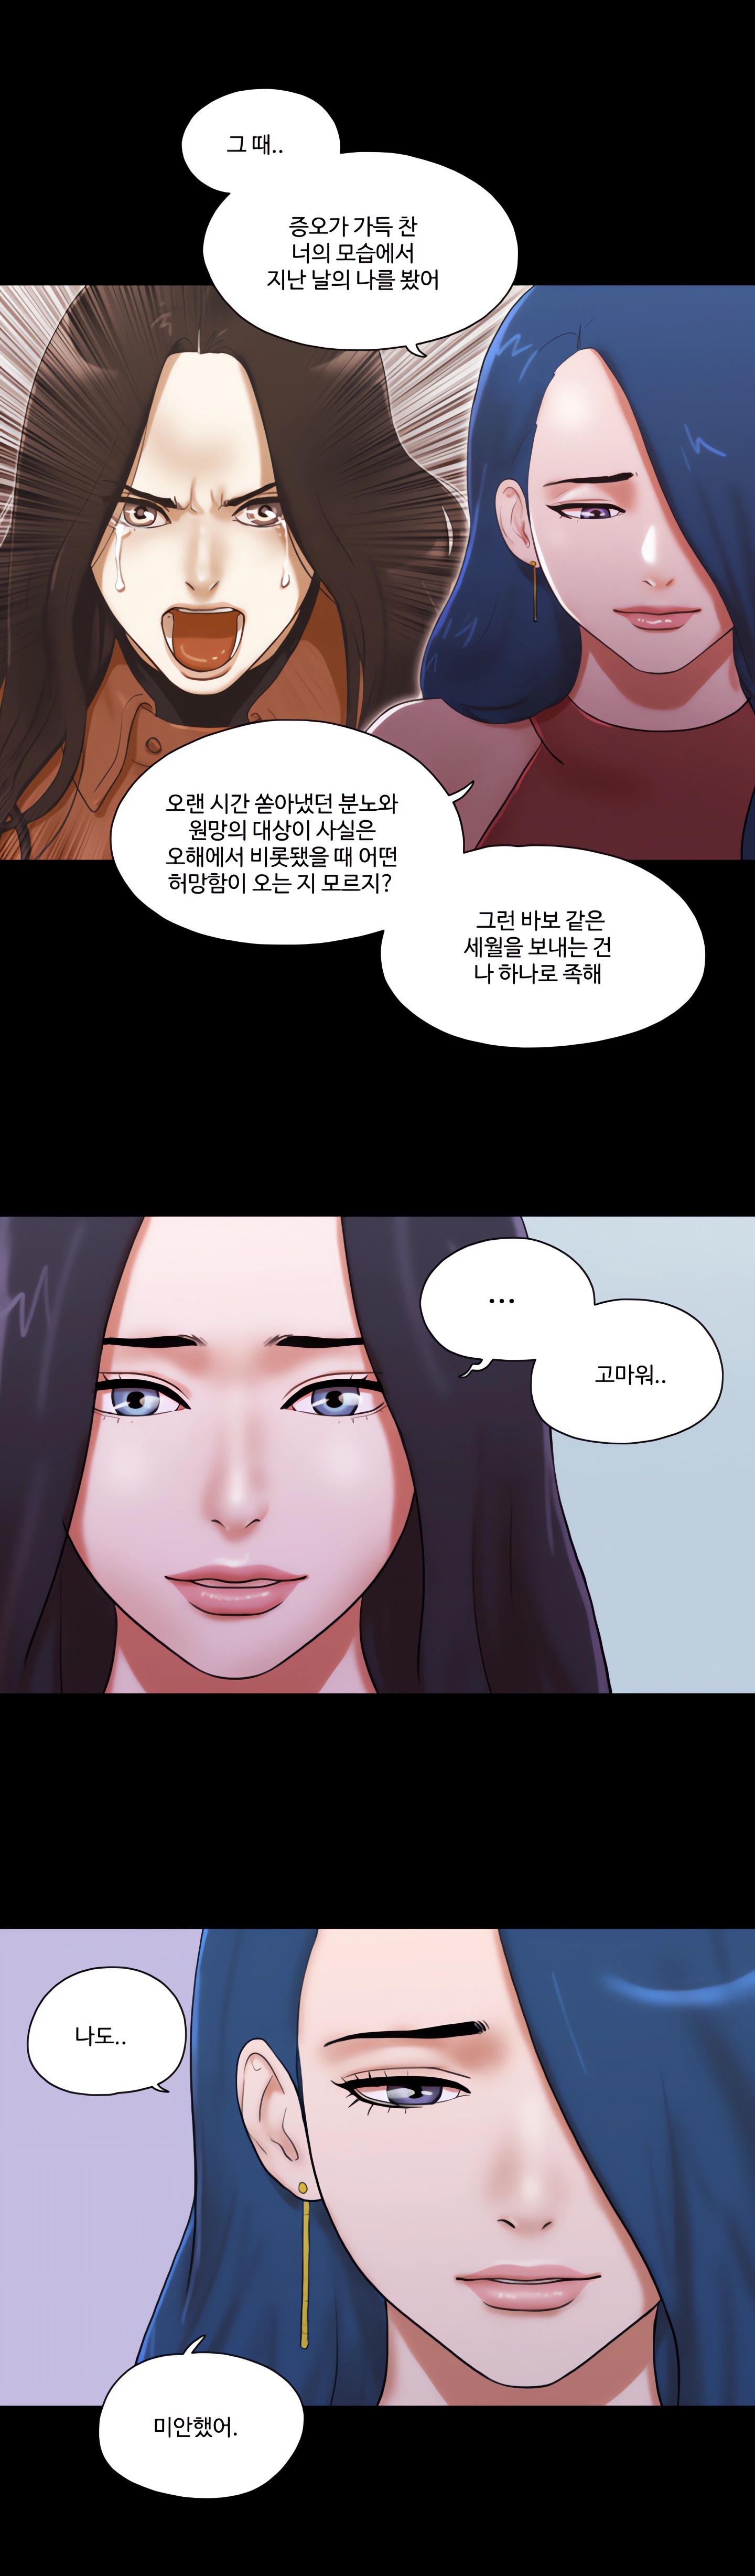 그 때..
증오가 가득 찬
너의 모습에서
지난 날의 나를 봤어
오랜 시간 쏟아냈던 분노와
원망의 대상이 사실은
오해에서 비롯됐을 때 어떤
허망함이 오는 지 모르지?
그런 바보 같은
세월을 보내는 건
나 하나로 족해
...
고마워..
나도..
미안했어.